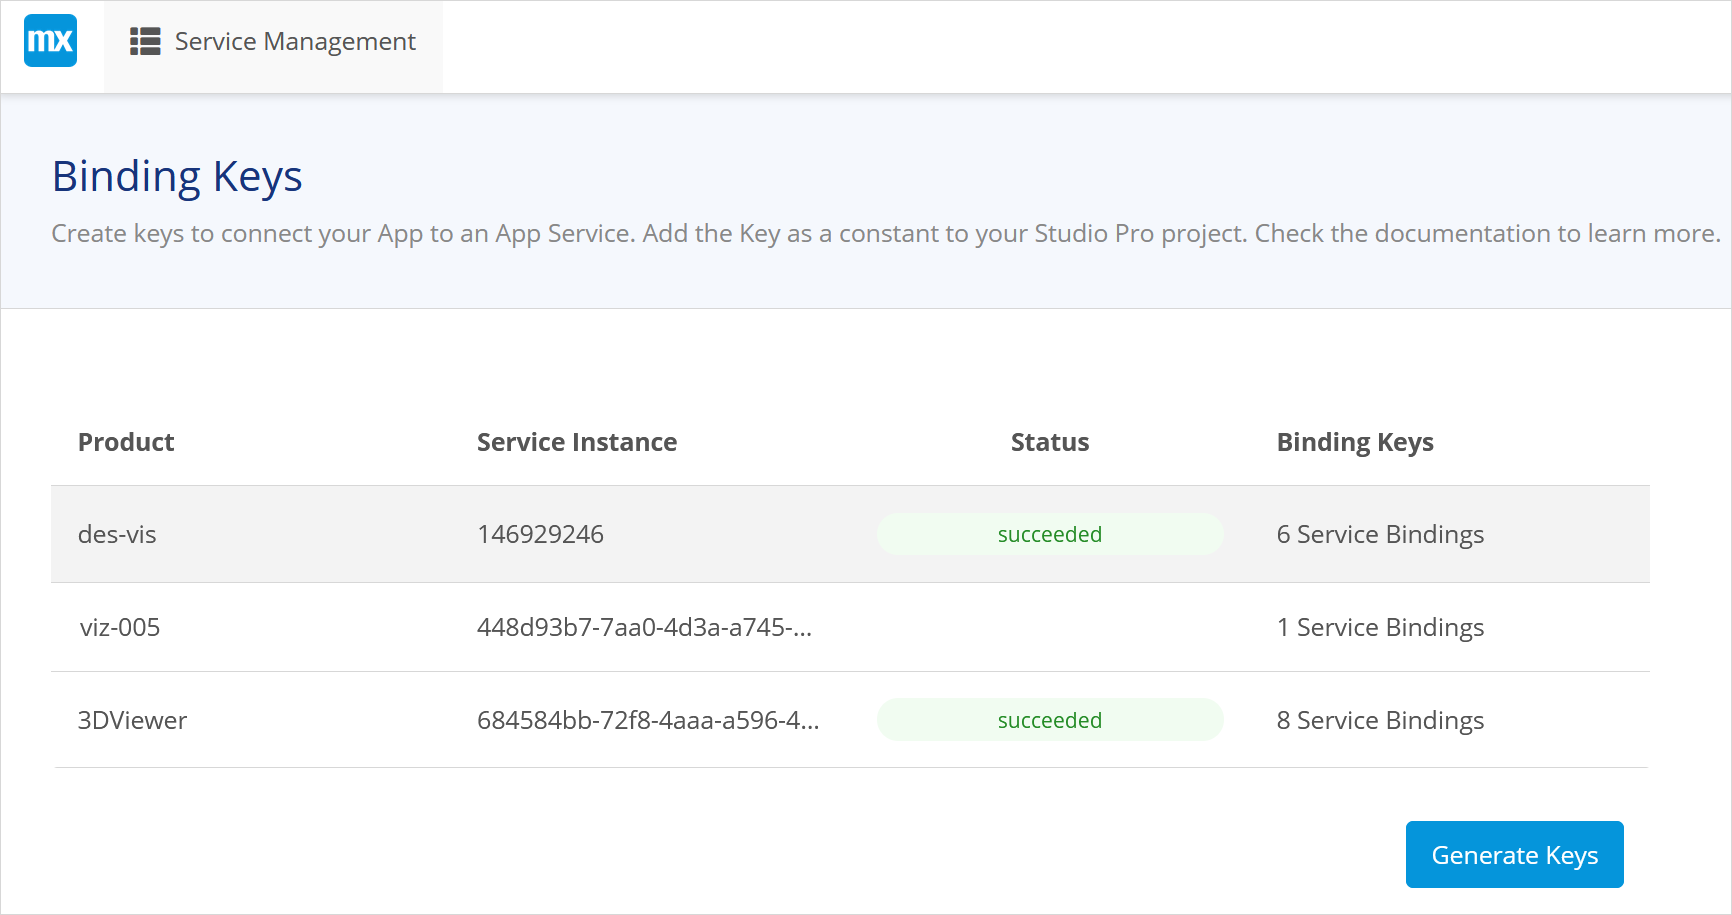 mx Service Management
Binding Keys
Create keys to connect your App to an App Service. Add the Key as a constant to your Studio Pro project. Check the documentation to learn more.
Product Service Instance Status Binding Keys
des-vis 146929246 succeeded 6 Service Bindings
viz-005 448d93b7-7aa0-4d3a-a745-... 1 Service Bindings
3DViewer 684584bb-72f8-4aaa-a596-4... succeeded 8 Service Bindings
Generate Keys